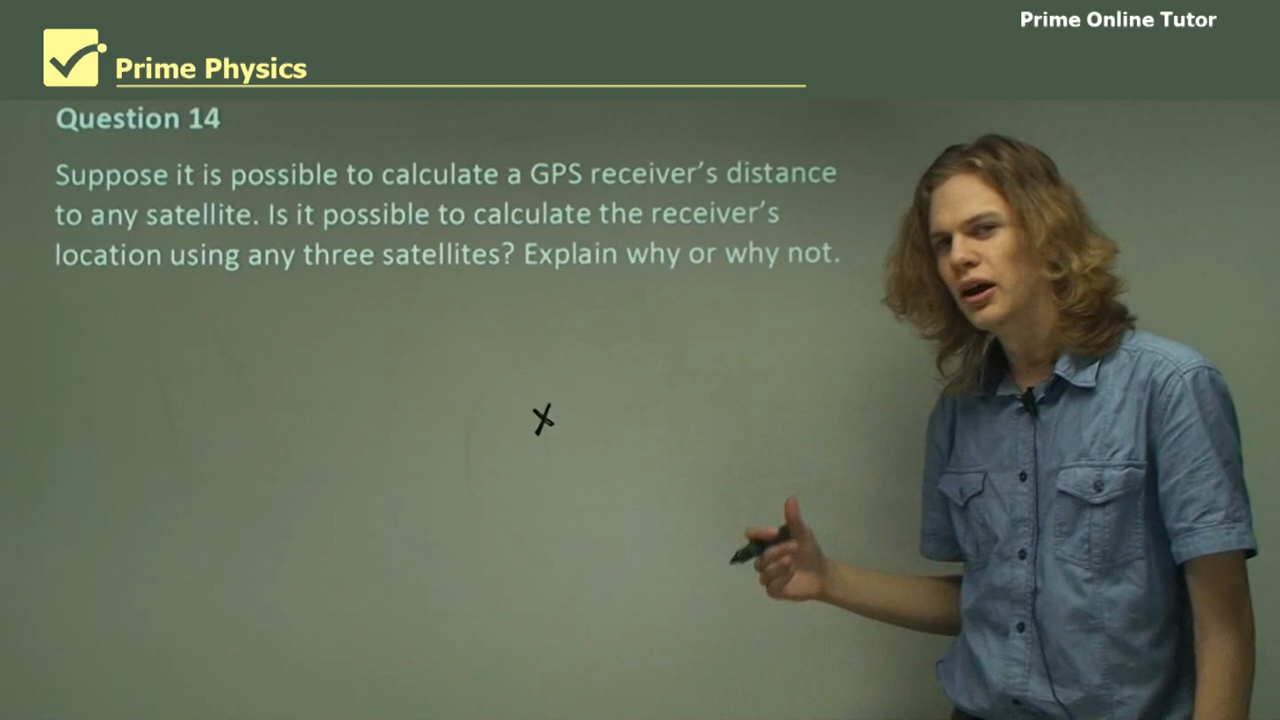 Prime Online Tutor
Prime Physics
Question 14
Suppose it is possible to calculate a GPS receiver’s distance
to any satellite. Is it possible to calculate the receiver’s
location using any three satellites? Explain why or why not.
x